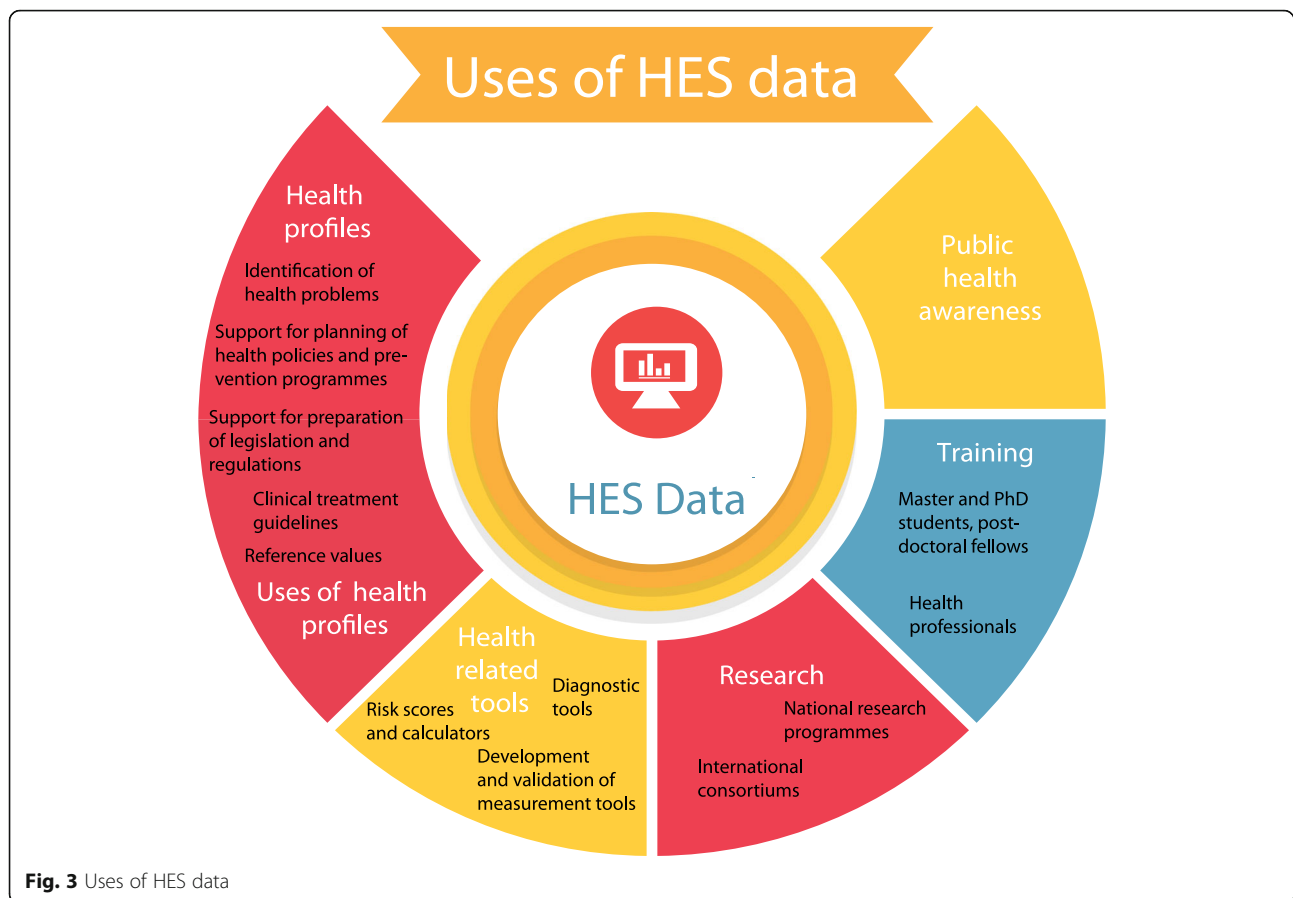 Uses of HES data
Health
profiles
Identification of
health problems
Support for planning of
health policies and pre-
vention programmes
Support for preparation
of legislation and
regulations
Clinical treatment
guidelines
Reference values
Uses of health
profiles
Health
related
tools
Risk scores
and calculators
Diagnostic
tools
Development
and validation of
measurement tools
Research
National research
programmes
International
consortiums
Training
Master and PhD
students, post-
doctoral fellows
Health
professionals
Public
health
awareness
HES Data
Fig. 3 Uses of HES data